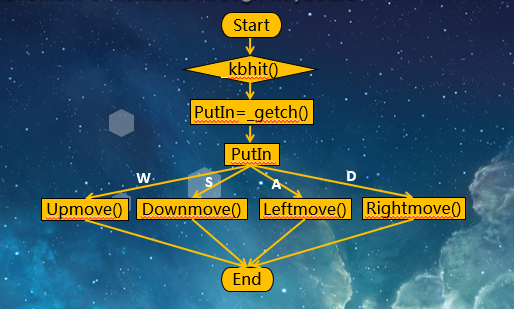 Start
_kbhit()
PutIn=_getch()
PutIn
W S A D
Upmove() Downmove() Leftmove() Rightmove()
End